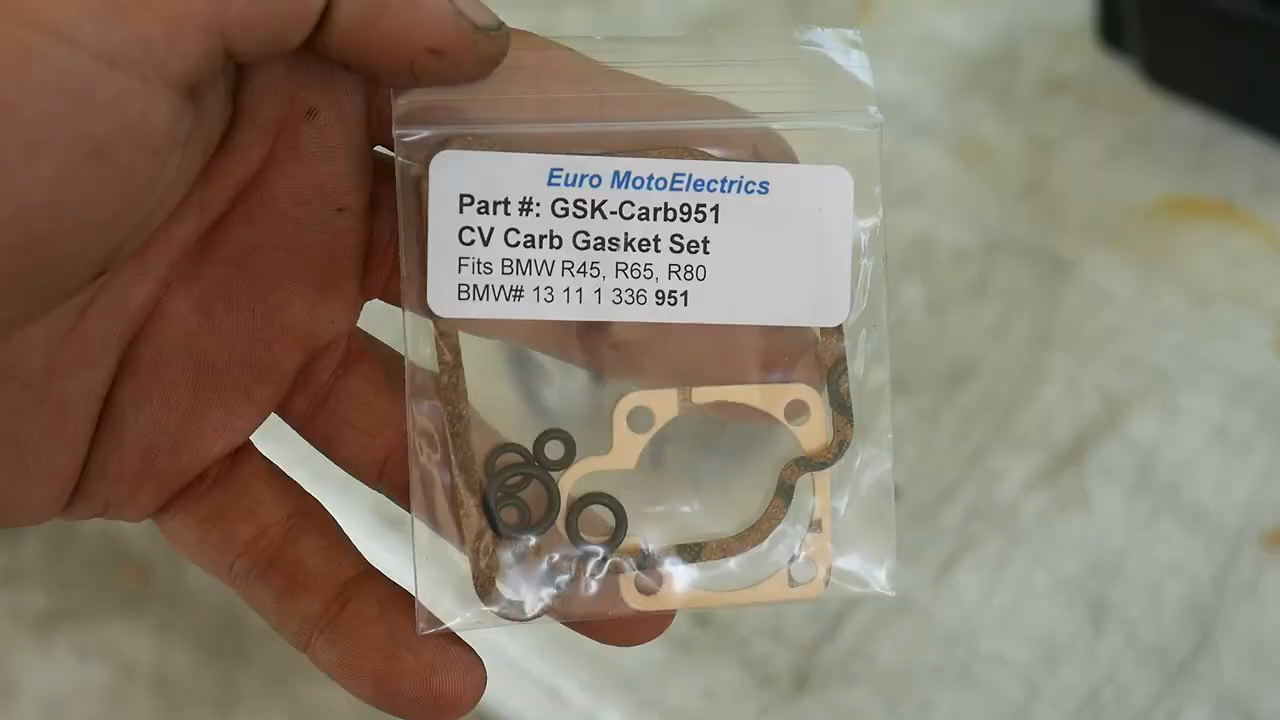 Euro MotoElectrics
Part #: GSK-Carb951
CV Carb Gasket Set
Fits BMW R45, R65, R80
BMW# 13 11 1 336 951